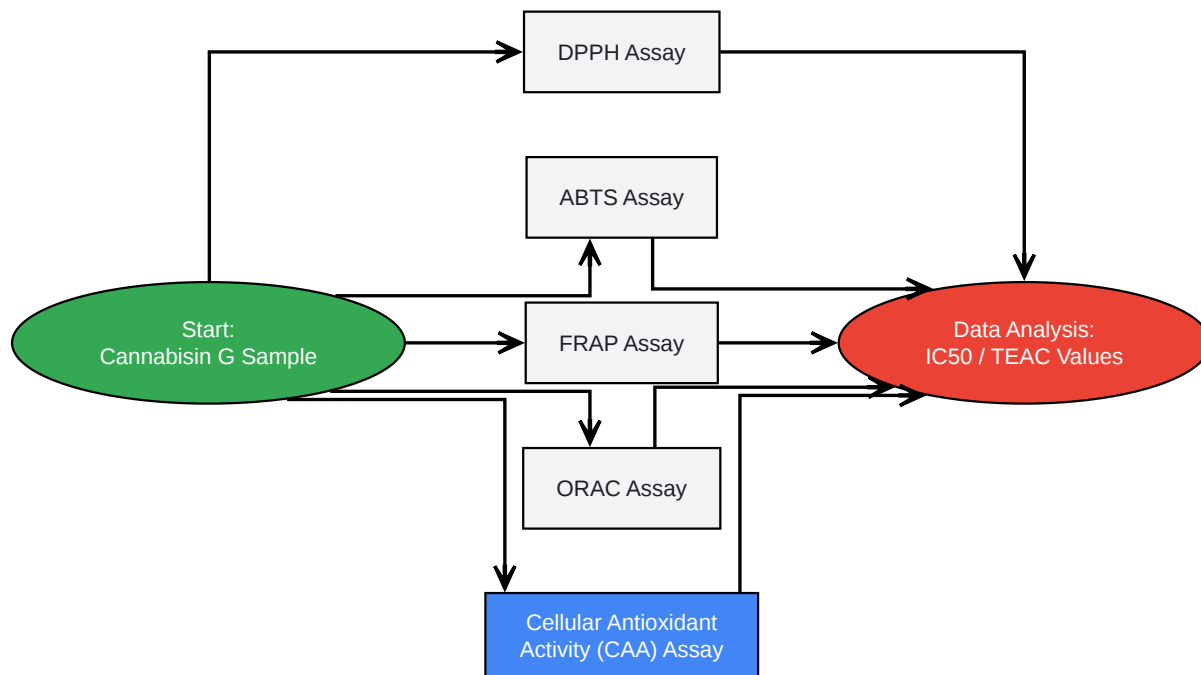 DPPH Assay
ABTS Assay
Start:
Cannabisin G Sample
FRAP Assay
Data Analysis:
IC50 / TEAC Values
ORAC Assay
Cellular Antioxidant
Activity (CAA) Assay